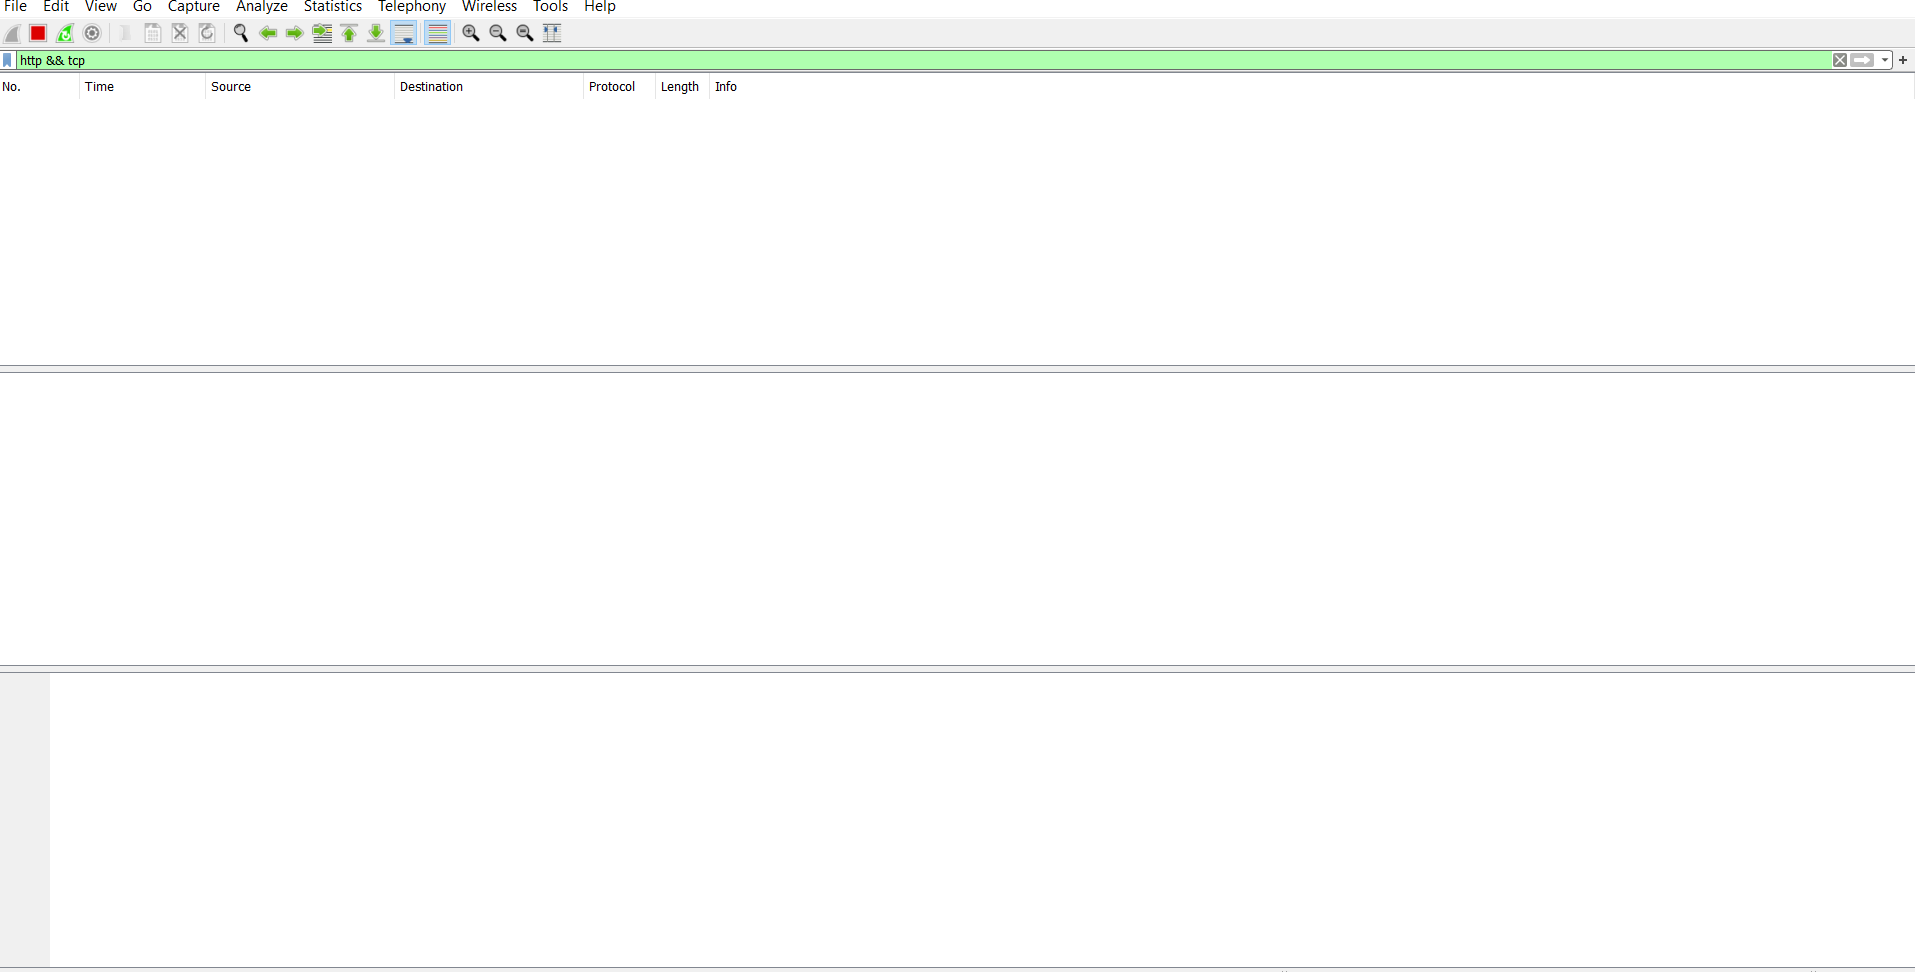 File Edit View Go Capture Analyze Statistics Telephony Wireless Tools Help
http && tcp
No. Time Source Destination Protocol Length Info